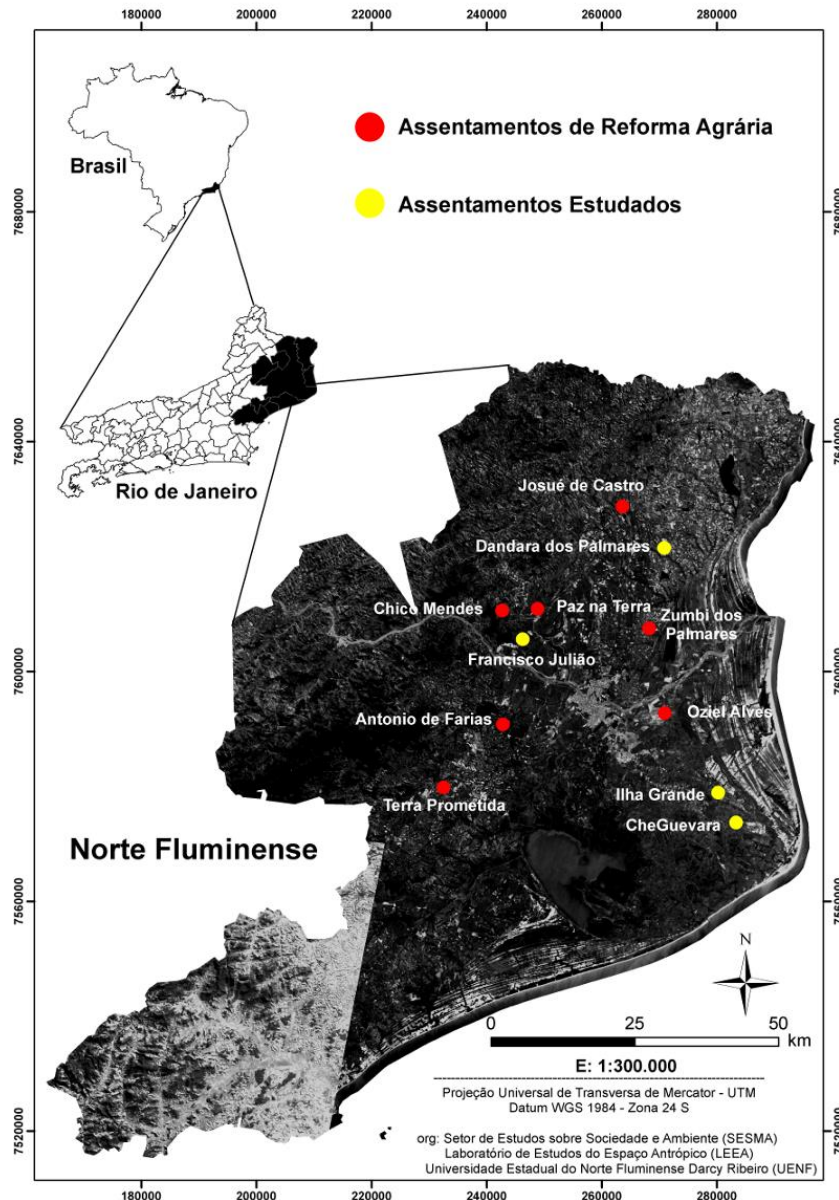 180000 200000 220000 240000 260000 280000
Brasil
Assentamentos de Reforma Agrária
Assentamentos Estudados
7680000 7680000
Rio de Janeiro
7640000 7640000
Josué de Castro
Dandara dos Palmares
Chico Mendes
Paz na Terra
Zumbi dos
Palmares
Francisco Julião
7600000 7600000
Antonio de Farias
Oziel Alves
Terra Prometida
Ilha Grande
CheGuevara
Norte Fluminense
7560000 7560000
N
0 25 50
km
E: 1:300.000
Projeção Universal de Transversa de Mercator - UTM
Datum WGS 1984 - Zona 24 S
7520000 7520000
org: Setor de Estudos sobre Sociedade e Ambiente (SESMA)
Laboratório de Estudos do Espaço Antrópico (LEEA)
Universidade Estadual do Norte Fluminense Darcy Ribeiro (UENF)
180000 200000 220000 240000 260000 280000